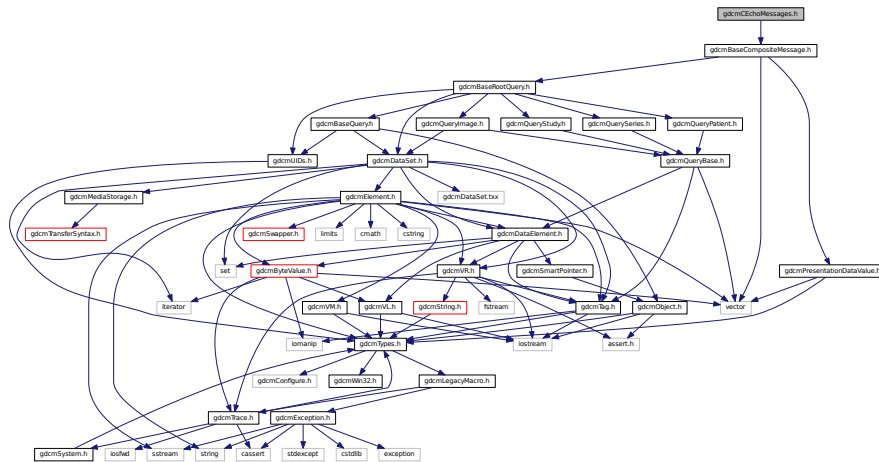 gdcmCEchoMessages.h
gdcmBaseCompositeMessage.h
gdcmBaseRootQuery.h
gdcmBaseQuery.h
gdcmQueryImage.h
gdcmQueryStudy.h
gdcmQuerySeries.h
gdcmQueryPatient.h
gdcmUIDs.h
gdcmDataSet.h
gdcmQueryBase.h
gdcmMediaStorage.h
gdcmElement.h
gdcmDataSet.txx
gdcmTransferSyntax.h
gdcmSwapper.h
limits
cmath
cstring
gdcmDataElement.h
set
gdcmByteValue.h
gdcmVR.h
gdcmSmartPointer.h
gdcmPresentationDataValue.h
iterator
gdcmVM.h
gdcmVL.h
gdcmString.h
fstream
gdcmTag.h
gdcmObject.h
vector
iomanip
gdcmTypes.h
iostream
assert.h
gdcmConfigure.h
gdcmWin32.h
gdcmLegacyMacro.h
gdcmTrace.h
gdcmException.h
gdcmSystem.h
iosfwd
sstream
string
cassert
stdexcept
cstdlib
exception